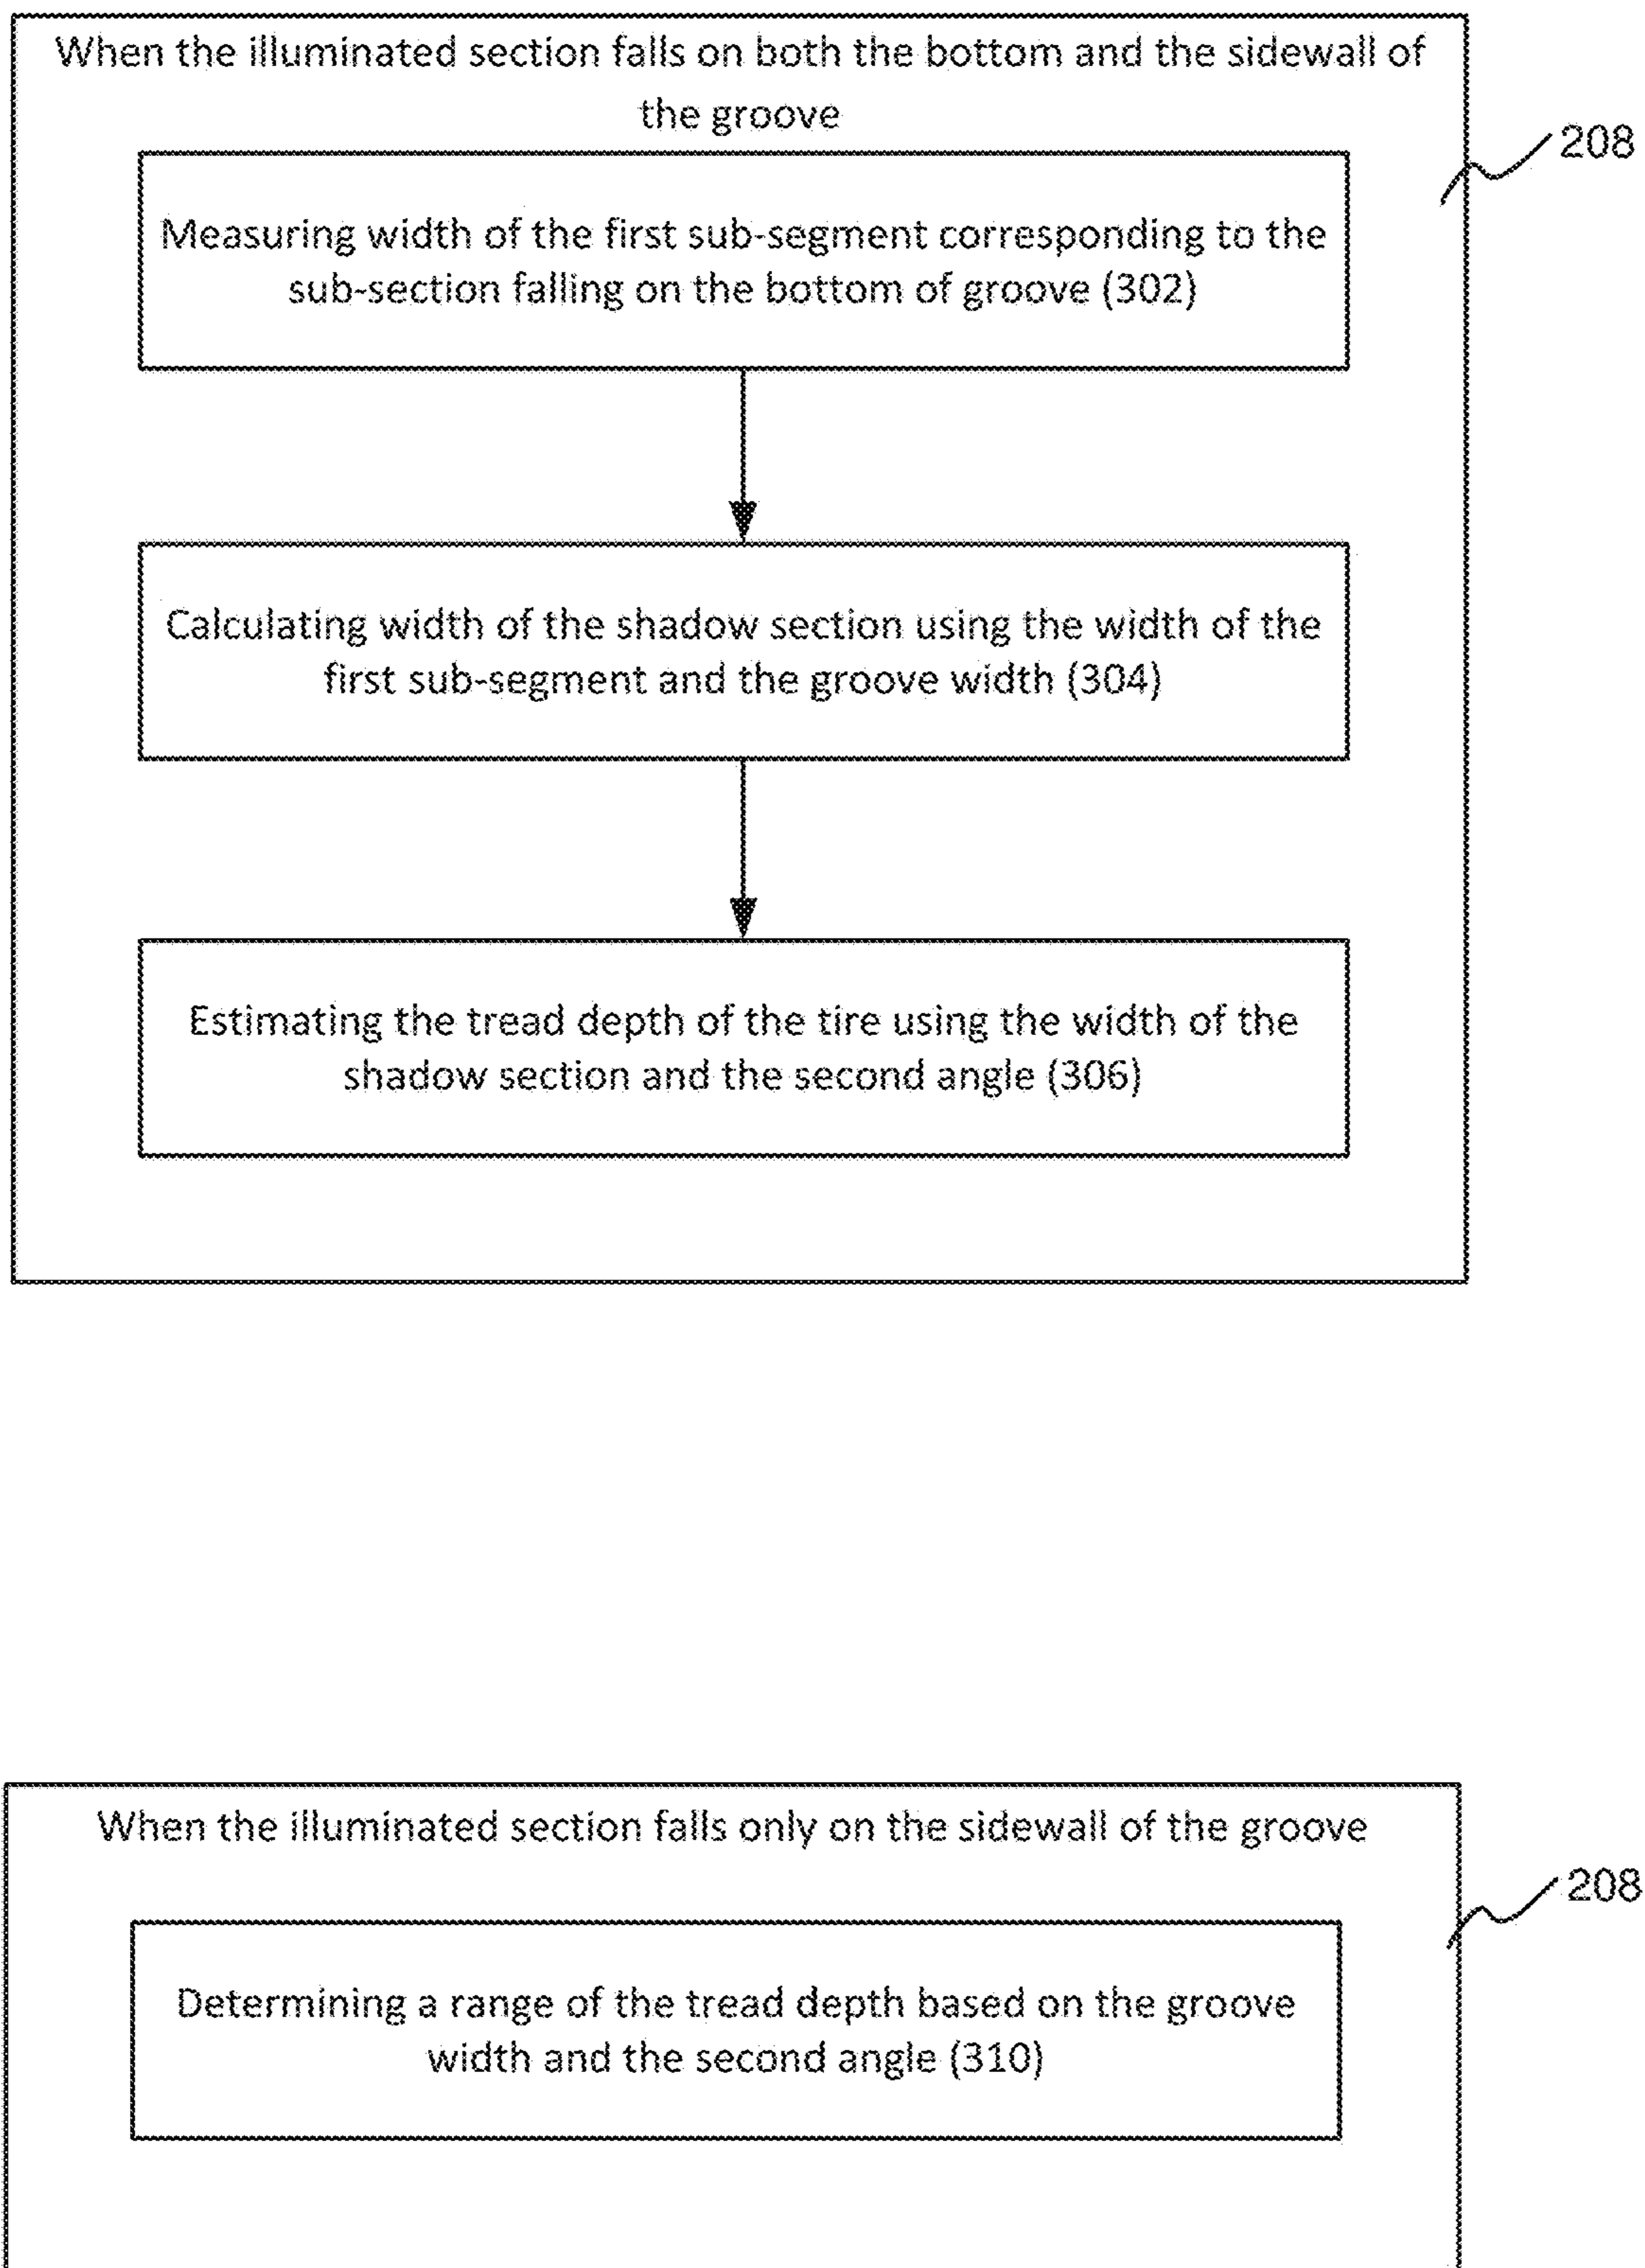 When the illuminated section falls on both the bottom and the sidewall of
the groove
208
Measuring width of the first sub-segment corresponding to the
sub-section falling on the bottom of groove (302)
Calculating width of the shadow section using the width of the
first sub-segment and the groove width (304)
Estimating the tread depth of the tire using the width of the
shadow section and the second angle (306)
When the illuminated section falls only on the sidewall of the groove
208
Determining a range of the tread depth based on the groove
width and the second angle (310)